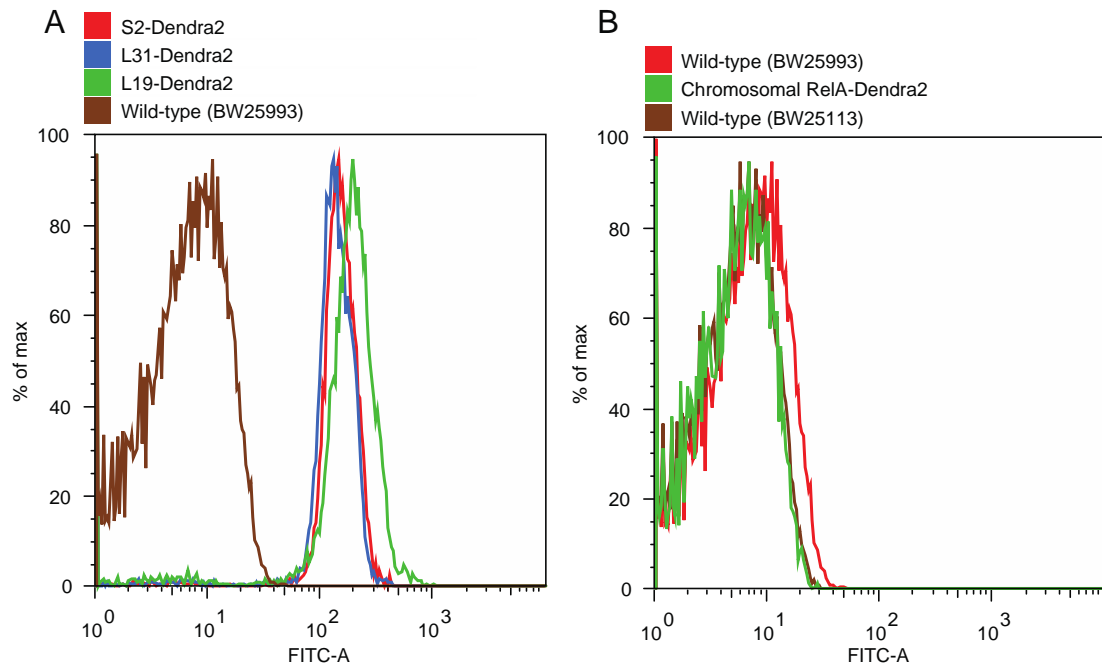 A
S2-Dendra2
L31-Dendra2
L19-Dendra2
Wild-type (BW25993)
100
80
60
40
20
0
% of max
10^0 10^1 10^2 10^3
FITC-A
B
Wild-type (BW25993)
Chromosomal RelA-Dendra2
Wild-type (BW25113)
100
80
60
40
20
0
% of max
10^0 10^1 10^2 10^3
FITC-A